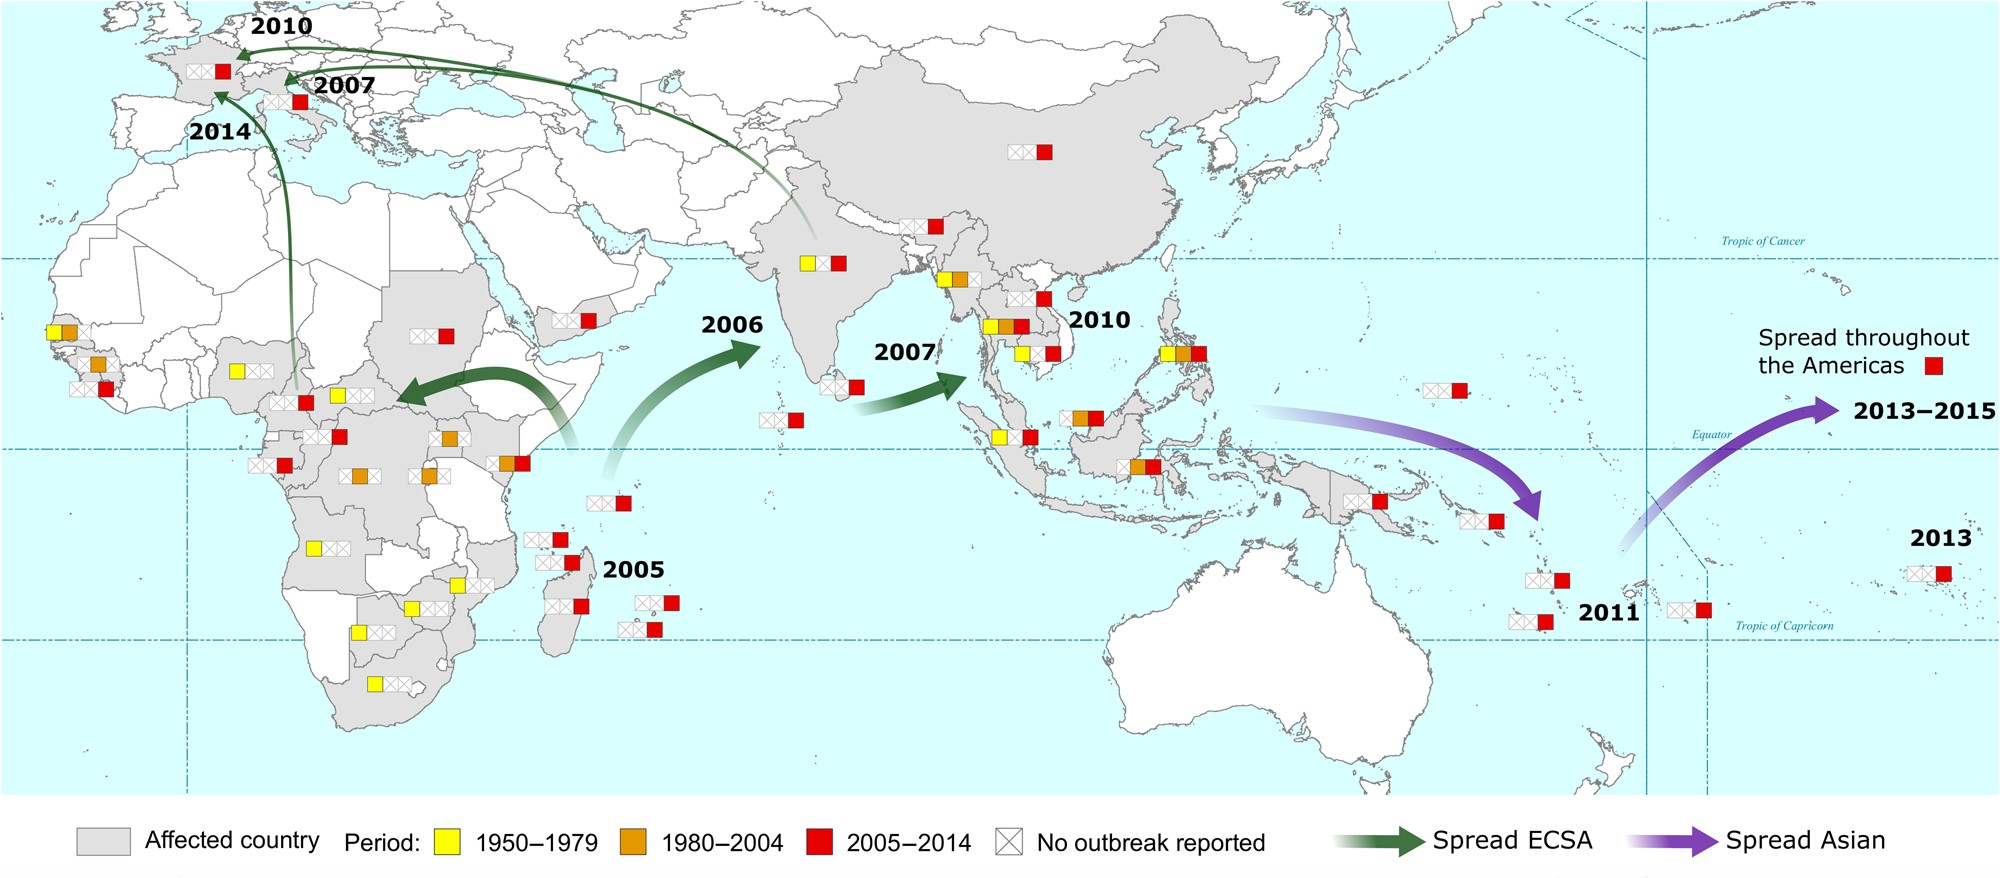 2010
2007
2014
Tropic of Cancer
2006
2010
2007
Spread throughout
the Americas
2013–2015
Equator
2013
2005
2011
Tropic of Capricorn
Affected country Period: 1950–1979 1980–2004 2005–2014 No outbreak reported Spread ECSA Spread Asian